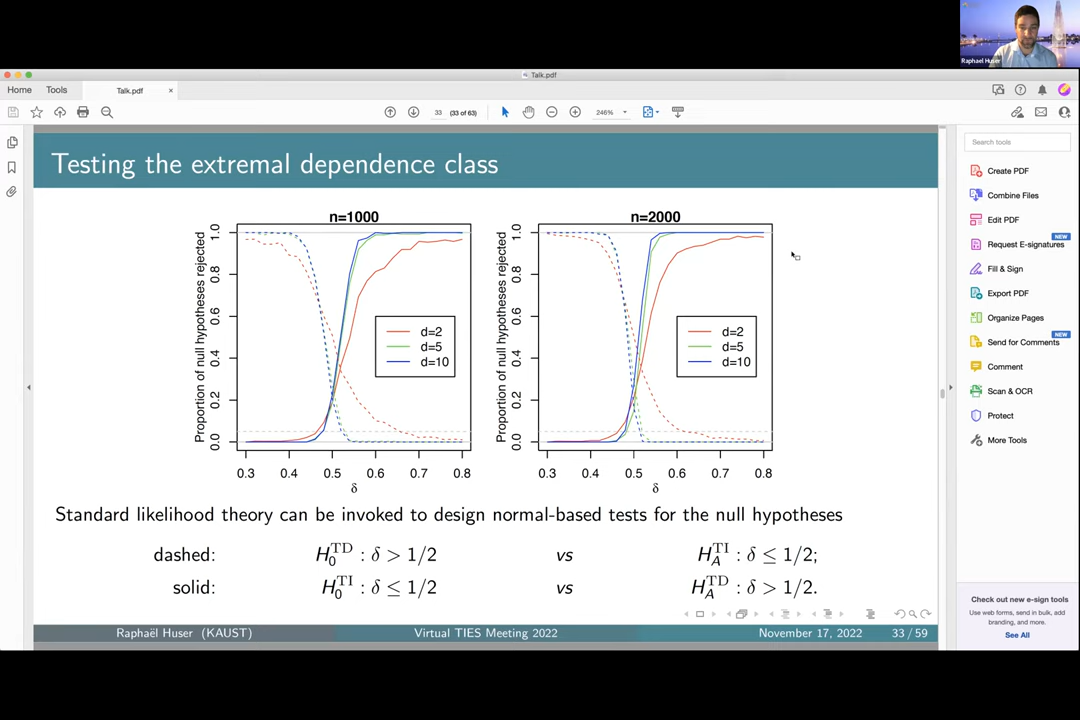 Raphael Huser
Talk.pdf
Home Tools Talk.pdf ×
33 (33 of 63) 246%
Testing the extremal dependence class
n=1000
Proportion of null hypotheses rejected
1.0
0.8
0.6
0.4
0.2
0.0
d=2
d=5
d=10
0.3 0.4 0.5 0.6 0.7 0.8
δ
n=2000
Proportion of null hypotheses rejected
1.0
0.8
0.6
0.4
0.2
0.0
d=2
d=5
d=10
0.3 0.4 0.5 0.6 0.7 0.8
δ
Standard likelihood theory can be invoked to design normal-based tests for the null hypotheses
dashed: H₀ᵀᴰ : δ > 1/2 vs H_Aᵀᴵ : δ ≤ 1/2;
solid: H₀ᵀᴵ : δ ≤ 1/2 vs H_Aᵀᴰ : δ > 1/2.
Raphaël Huser (KAUST) Virtual TIES Meeting 2022 November 17, 2022 33 / 59
Search tools
Create PDF
Combine Files
Edit PDF
NEW
Request E-signatures
Fill & Sign
Export PDF
Organize Pages
NEW
Send for Comments
Comment
Scan & OCR
Protect
More Tools
Check out new e-sign tools
Use web forms, send in bulk, add
branding, and more.
See All